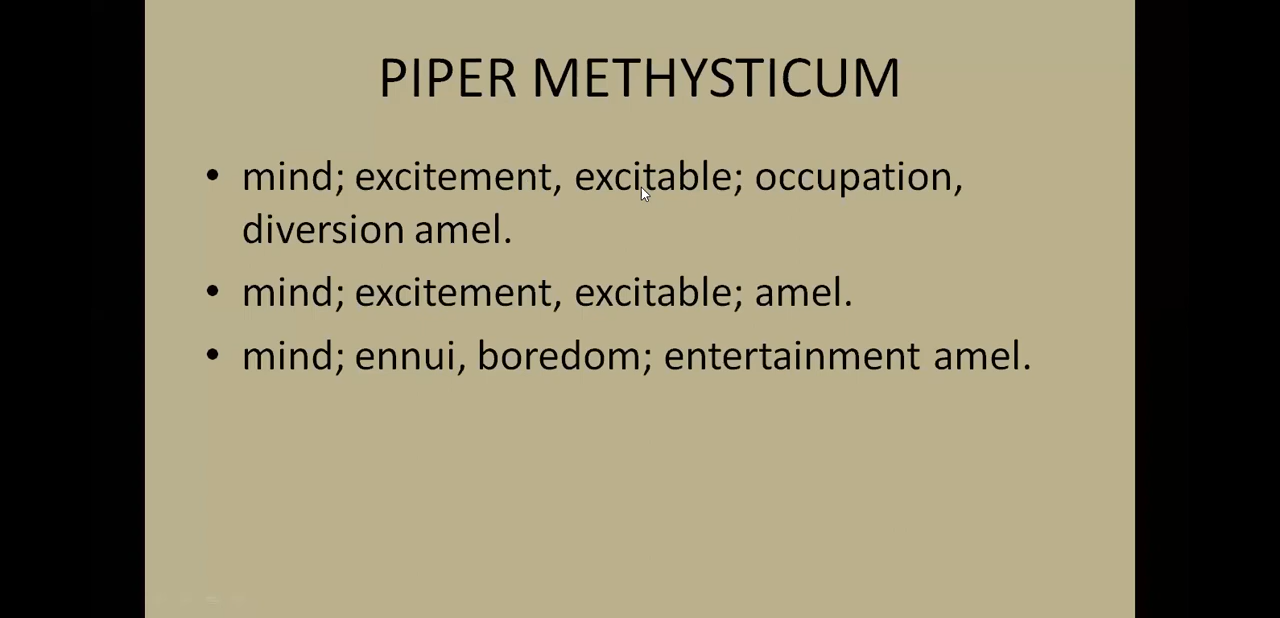 PIPER METHYSTICUM
• mind; excitement, excitable; occupation,
diversion amel.
• mind; excitement, excitable; amel.
• mind; ennui, boredom; entertainment amel.